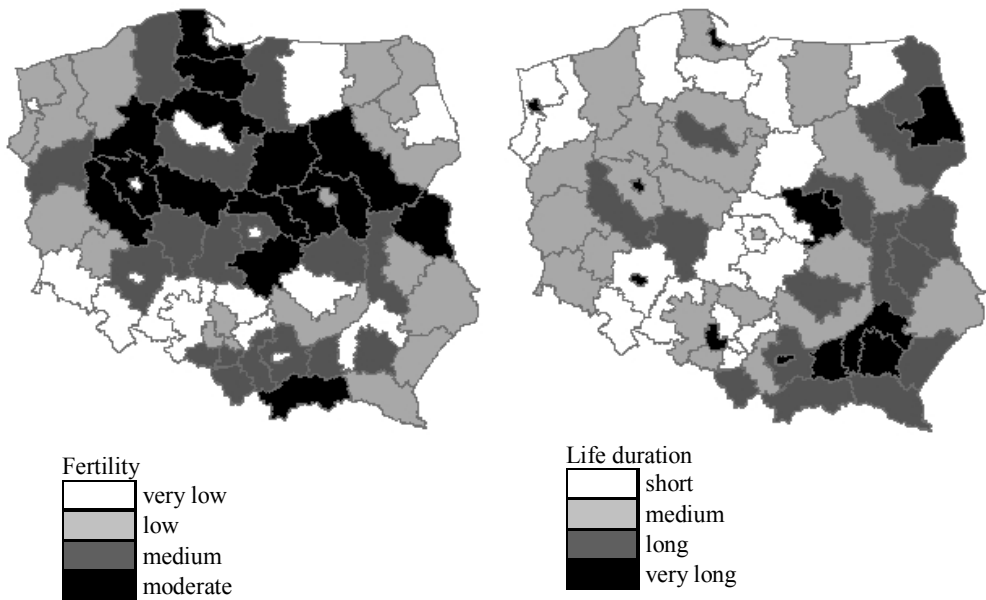 Fertility
very low
low
medium
moderate
Life duration
short
medium
long
very long